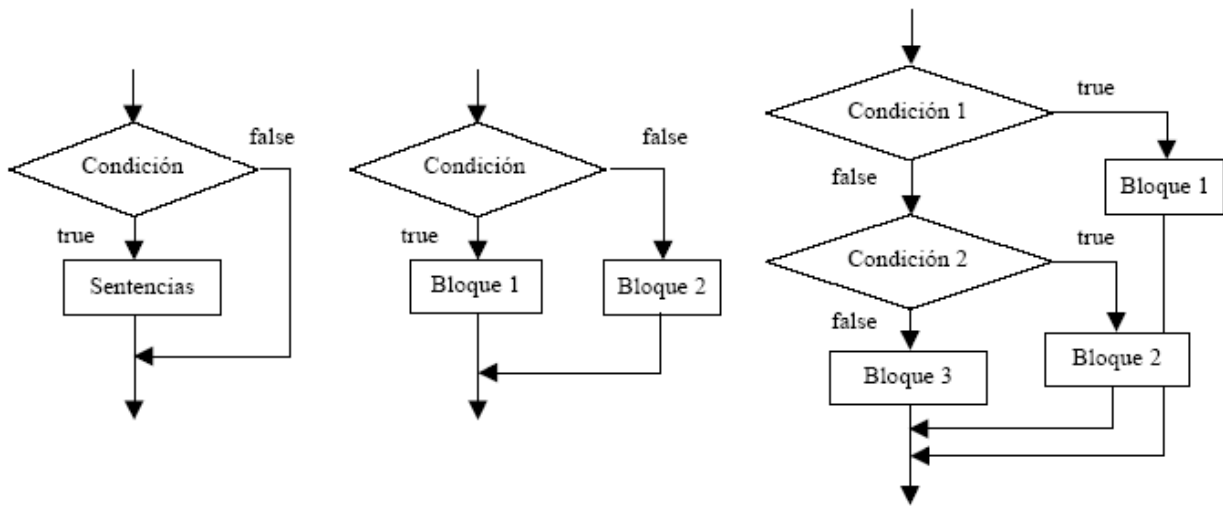 Condición
false
true
Sentencias
Condición
false
true
Bloque 1
Bloque 2
Condición 1
true
false
Bloque 1
Condición 2
true
false
Bloque 2
Bloque 3